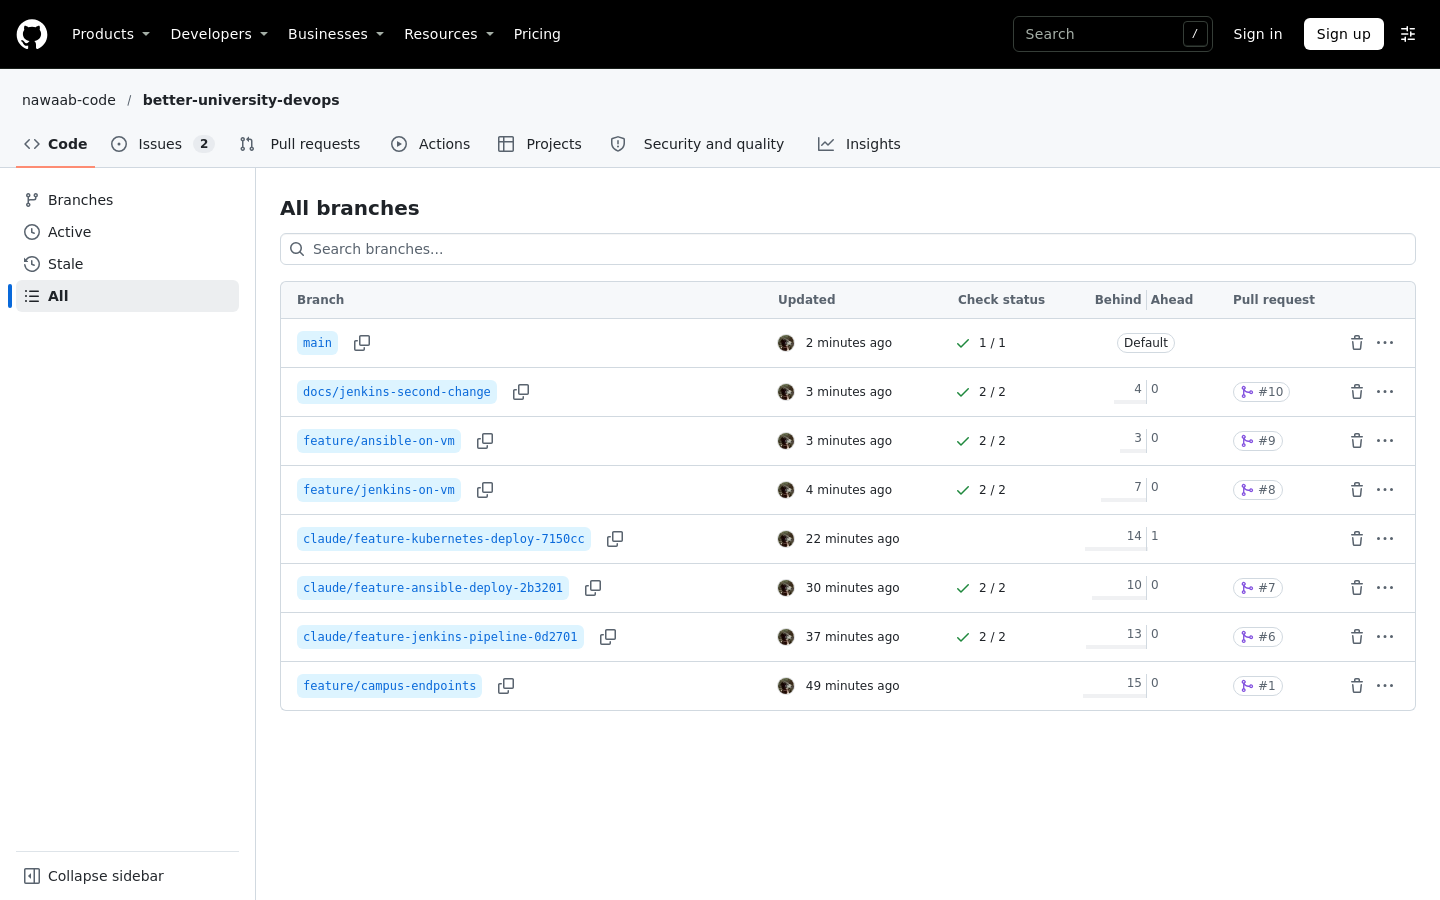 Products Developers Businesses Resources Pricing Search / Sign in Sign up
nawaab-code / better-university-devops
Code Issues 2 Pull requests Actions Projects Security and quality Insights
Branches
Active
Stale
All
Collapse sidebar
All branches
Search branches...
Branch Updated Check status Behind Ahead Pull request
main 2 minutes ago 1 / 1 Default
docs/jenkins-second-change 3 minutes ago 2 / 2 4 0 #10
feature/ansible-on-vm 3 minutes ago 2 / 2 3 0 #9
feature/jenkins-on-vm 4 minutes ago 2 / 2 7 0 #8
claude/feature-kubernetes-deploy-7150cc 22 minutes ago 14 1
claude/feature-ansible-deploy-2b3201 30 minutes ago 2 / 2 10 0 #7
claude/feature-jenkins-pipeline-0d2701 37 minutes ago 2 / 2 13 0 #6
feature/campus-endpoints 49 minutes ago 15 0 #1